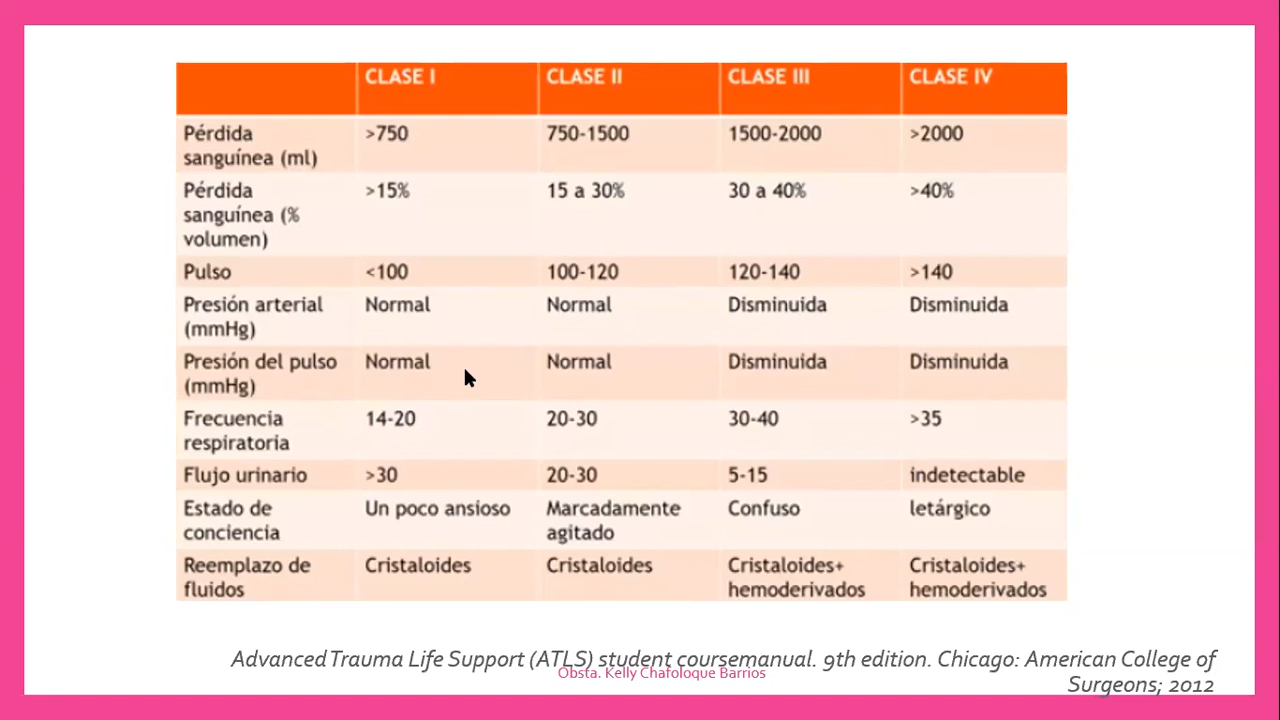 CLASE I CLASE II CLASE III CLASE IV
Pérdida >750 750-1500 1500-2000 >2000
sanguínea (ml)
Pérdida >15% 15 a 30% 30 a 40% >40%
sanguínea (%
volumen)
Pulso <100 100-120 120-140 >140
Presión arterial Normal Normal Disminuida Disminuida
(mmHg)
Presión del pulso Normal Normal Disminuida Disminuida
(mmHg)
Frecuencia 14-20 20-30 30-40 >35
respiratoria
Flujo urinario >30 20-30 5-15 indetectable
Estado de Un poco ansioso Marcadamente Confuso letárgico
conciencia agitado
Reemplazo de Cristaloides Cristaloides Cristaloides+ Cristaloides+
fluidos hemoderivados hemoderivados
Advanced Trauma Life Support (ATLS) student coursemanual. 9th edition. Chicago: American College of
Obsta. Kelly Chafoloque Barrios
Surgeons; 2012